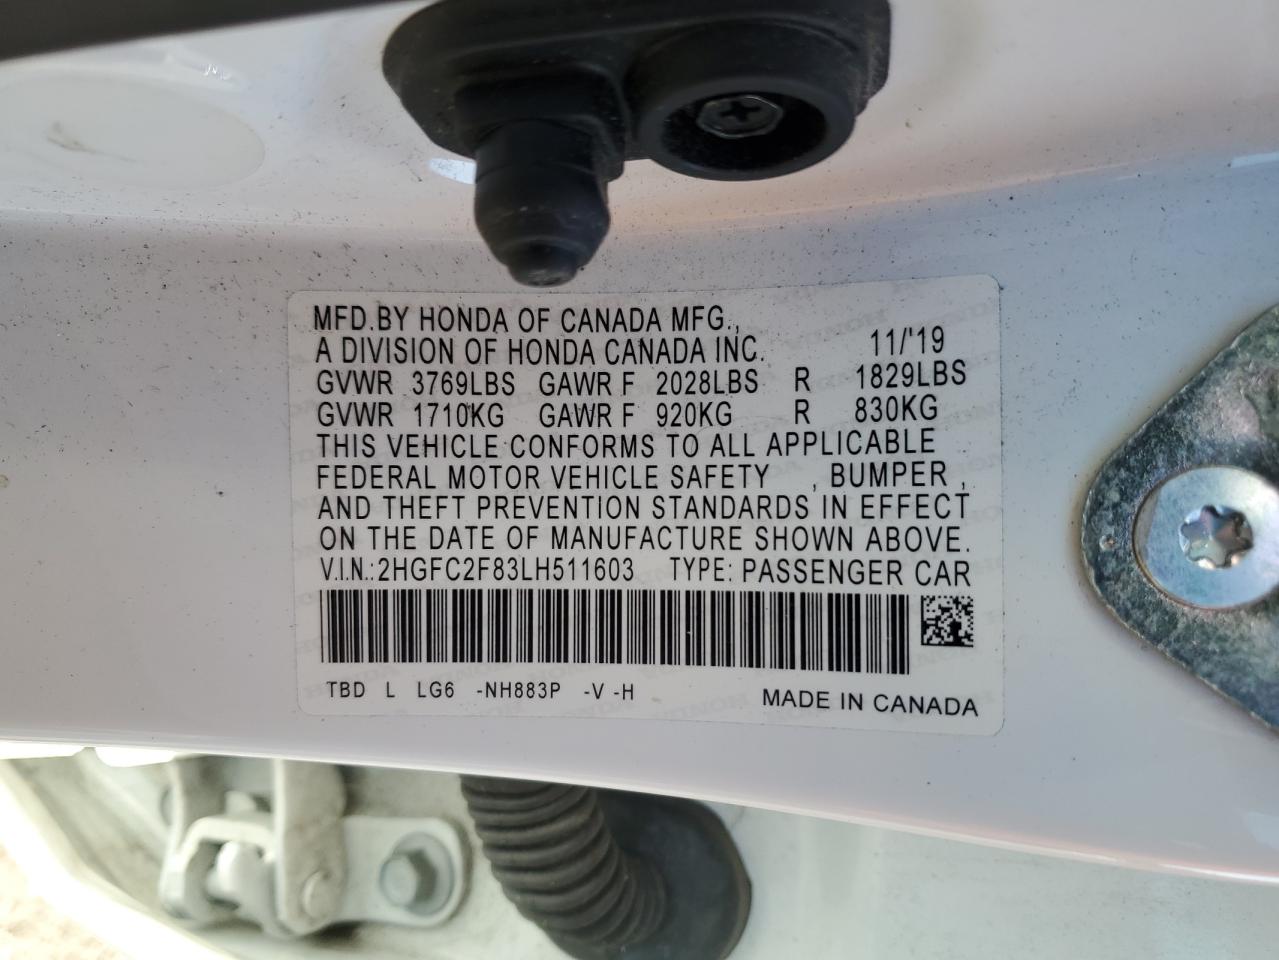 MFD.BY HONDA OF CANADA MFG.,
A DIVISION OF HONDA CANADA INC. 11/'19
GVWR 3769LBS GAWR F 2028LBS R 1829LBS
GVWR 1710KG GAWR F 920KG R 830KG
THIS VEHICLE CONFORMS TO ALL APPLICABLE
FEDERAL MOTOR VEHICLE SAFETY , BUMPER ,
AND THEFT PREVENTION STANDARDS IN EFFECT
ON THE DATE OF MANUFACTURE SHOWN ABOVE.
V.I.N.:2HGFC2F83LH511603 TYPE: PASSENGER CAR
TBD L LG6 -NH883P -V -H MADE IN CANADA